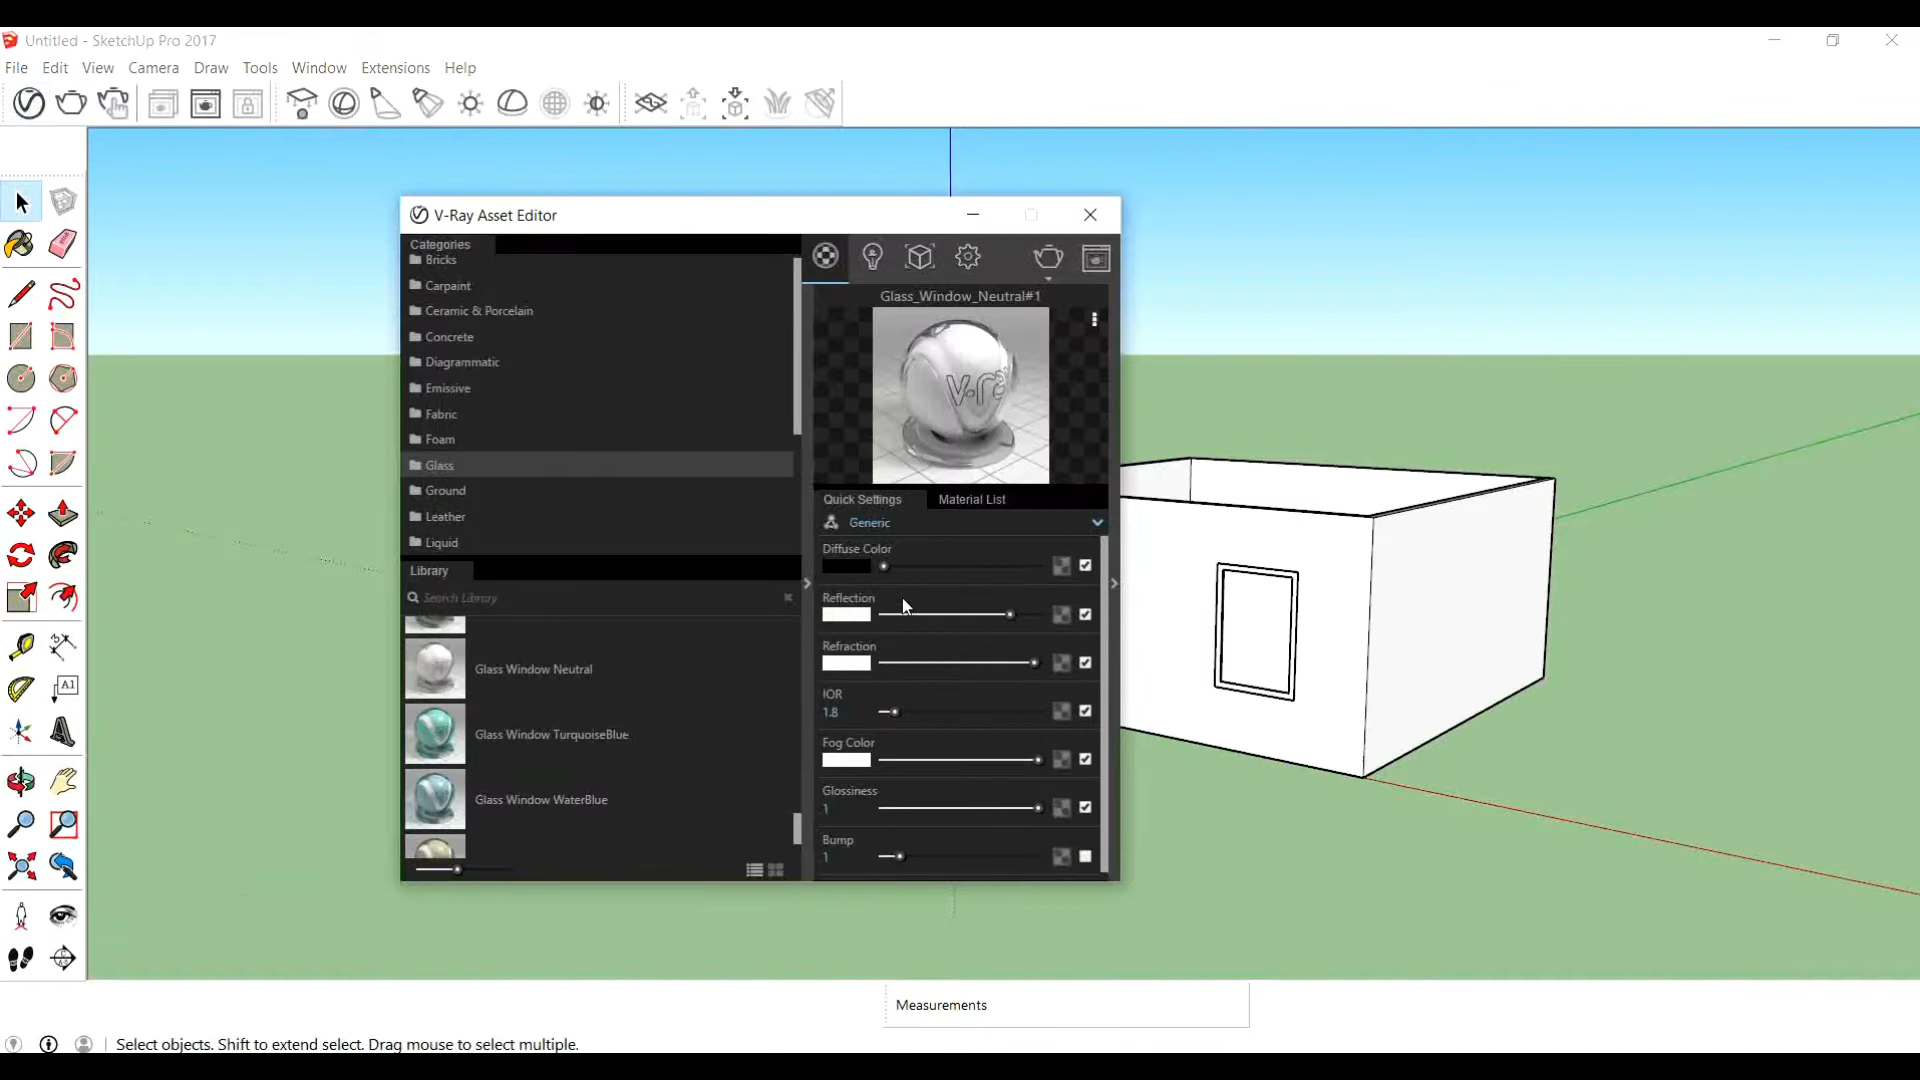 Untitled - SketchUp Pro 2017
File Edit View Camera Draw Tools Window Extensions Help
V-Ray Asset Editor
Categories
Bricks
Carpaint
Ceramic & Porcelain
Concrete
Diagrammatic
Emissive
Fabric
Foam
Glass
Ground
Leather
Liquid
Library
Search Library
Glass Window Neutral
Glass Window TurquoiseBlue
Glass Window WaterBlue
Glass_Window_Neutral#1
Quick Settings Material List
Generic
Diffuse Color
Reflection
Refraction
IOR
1.8
Fog Color
Glossiness
1
Bump
1
A1
Measurements
Select objects. Shift to extend select. Drag mouse to select multiple.